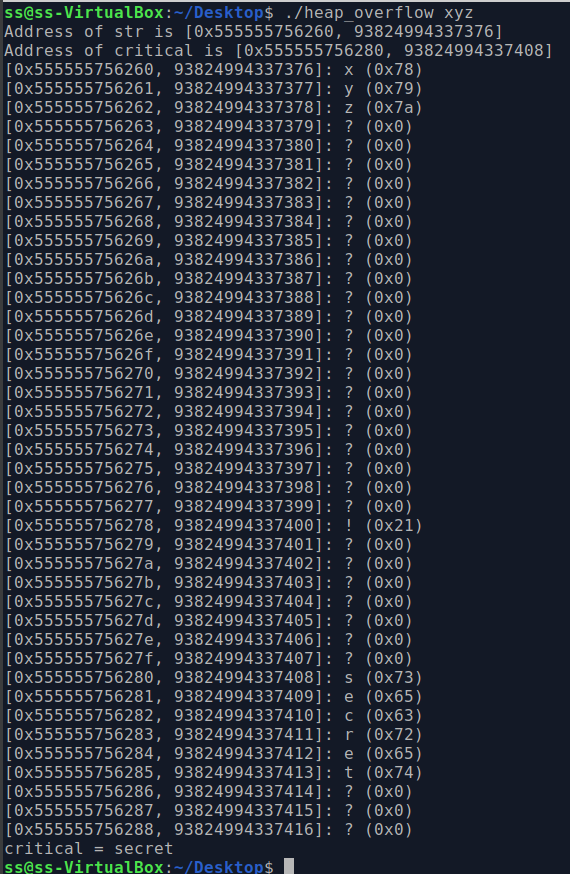 ss@ss-VirtualBox:~/Desktop$ ./heap_overflow xyz
Address of str is [0x555555756260, 93824994337376]
Address of critical is [0x555555756280, 93824994337408]
[0x555555756260, 93824994337376]: x (0x78)
[0x555555756261, 93824994337377]: y (0x79)
[0x555555756262, 93824994337378]: z (0x7a)
[0x555555756263, 93824994337379]: ? (0x0)
[0x555555756264, 93824994337380]: ? (0x0)
[0x555555756265, 93824994337381]: ? (0x0)
[0x555555756266, 93824994337382]: ? (0x0)
[0x555555756267, 93824994337383]: ? (0x0)
[0x555555756268, 93824994337384]: ? (0x0)
[0x555555756269, 93824994337385]: ? (0x0)
[0x55555575626a, 93824994337386]: ? (0x0)
[0x55555575626b, 93824994337387]: ? (0x0)
[0x55555575626c, 93824994337388]: ? (0x0)
[0x55555575626d, 93824994337389]: ? (0x0)
[0x55555575626e, 93824994337390]: ? (0x0)
[0x55555575626f, 93824994337391]: ? (0x0)
[0x555555756270, 93824994337392]: ? (0x0)
[0x555555756271, 93824994337393]: ? (0x0)
[0x555555756272, 93824994337394]: ? (0x0)
[0x555555756273, 93824994337395]: ? (0x0)
[0x555555756274, 93824994337396]: ? (0x0)
[0x555555756275, 93824994337397]: ? (0x0)
[0x555555756276, 93824994337398]: ? (0x0)
[0x555555756277, 93824994337399]: ? (0x0)
[0x555555756278, 93824994337400]: ! (0x21)
[0x555555756279, 93824994337401]: ? (0x0)
[0x55555575627a, 93824994337402]: ? (0x0)
[0x55555575627b, 93824994337403]: ? (0x0)
[0x55555575627c, 93824994337404]: ? (0x0)
[0x55555575627d, 93824994337405]: ? (0x0)
[0x55555575627e, 93824994337406]: ? (0x0)
[0x55555575627f, 93824994337407]: ? (0x0)
[0x555555756280, 93824994337408]: s (0x73)
[0x555555756281, 93824994337409]: e (0x65)
[0x555555756282, 93824994337410]: c (0x63)
[0x555555756283, 93824994337411]: r (0x72)
[0x555555756284, 93824994337412]: e (0x65)
[0x555555756285, 93824994337413]: t (0x74)
[0x555555756286, 93824994337414]: ? (0x0)
[0x555555756287, 93824994337415]: ? (0x0)
[0x555555756288, 93824994337416]: ? (0x0)
critical = secret
ss@ss-VirtualBox:~/Desktop$